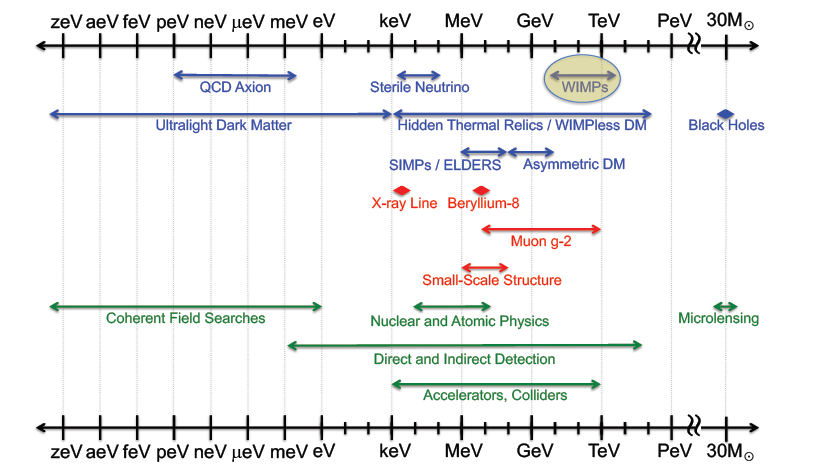 zeV aeV feV peV neV μeV meV eV keV MeV GeV TeV PeV 30M⊙
QCD Axion Sterile Neutrino WIMPs
Ultralight Dark Matter Hidden Thermal Relics / WIMPless DM Black Holes
SIMPs / ELDERS Asymmetric DM
X-ray Line Beryllium-8
Muon g-2
Small-Scale Structure
Coherent Field Searches Nuclear and Atomic Physics Microlensing
Direct and Indirect Detection
Accelerators, Colliders
zeV aeV feV peV neV μeV meV eV keV MeV GeV TeV PeV 30M⊙